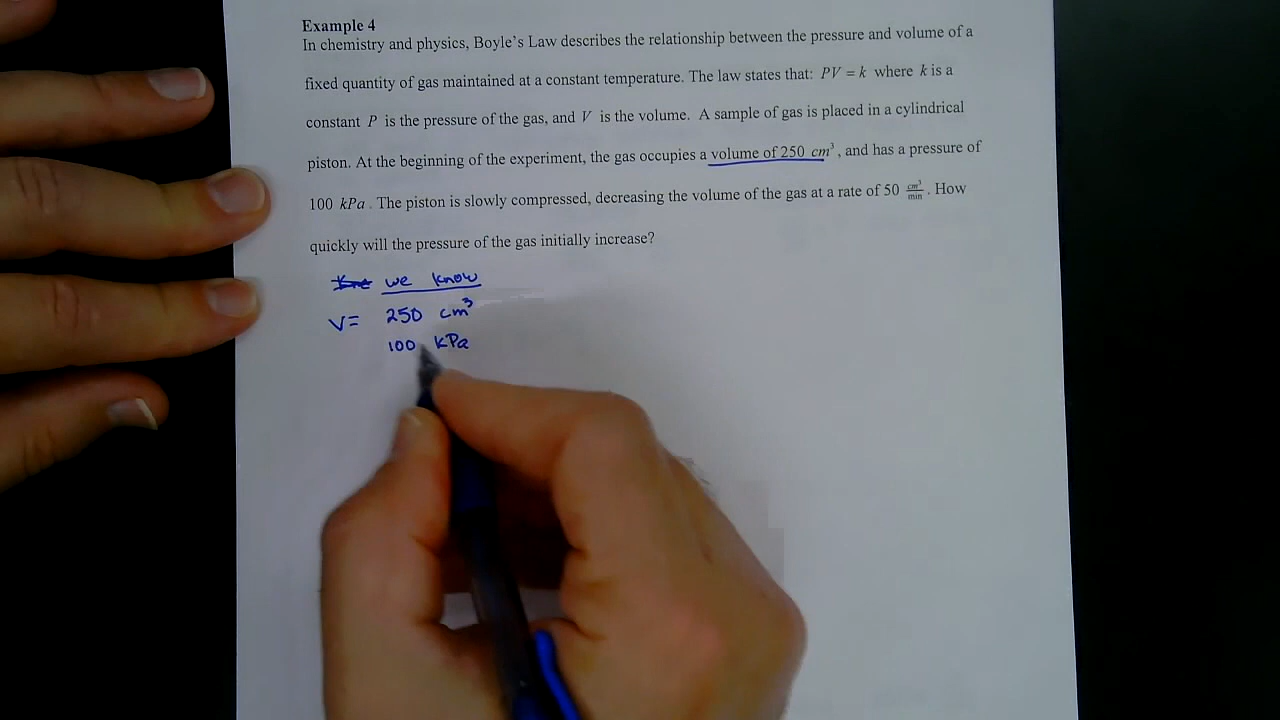 Example 4
In chemistry and physics, Boyle's Law describes the relationship between the pressure and volume of a
fixed quantity of gas maintained at a constant temperature. The law states that: PV = k where k is a
constant P is the pressure of the gas, and V is the volume. A sample of gas is placed in a cylindrical
piston. At the beginning of the experiment, the gas occupies a volume of 250 cm³, and has a pressure of
100 kPa. The piston is slowly compressed, decreasing the volume of the gas at a rate of 50 cm³/min. How
quickly will the pressure of the gas initially increase?
we know
V= 250 cm³
100 kPa